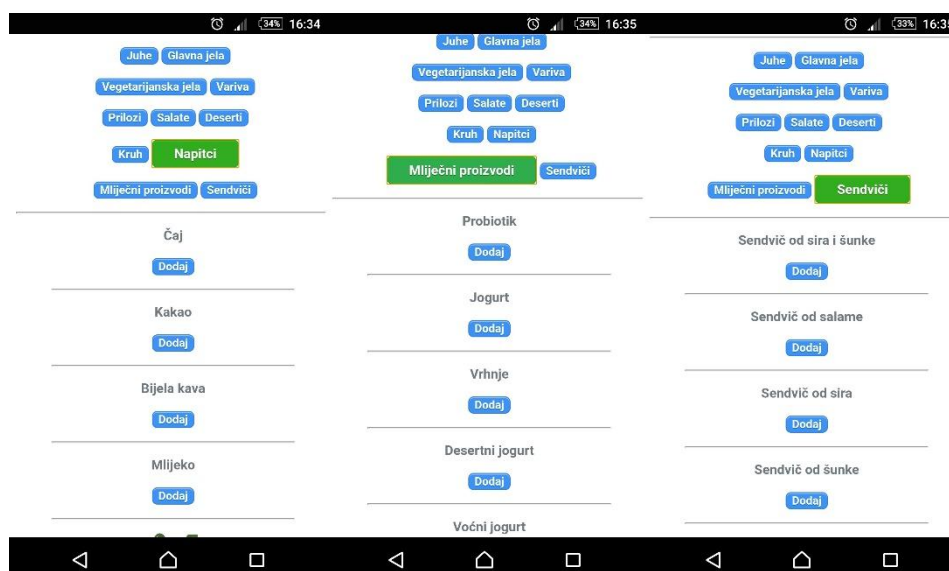 34% 16:34
Juhe Glavna jela
Vegetarijanska jela Variva
Prilozi Salate Deserti
Kruh Napitci
Mliječni proizvodi Sendviči
Čaj
Dodaj
Kakao
Dodaj
Bijela kava
Dodaj
Mlijeko
Dodaj
34% 16:35
Juhe Glavna jela
Vegetarijanska jela Variva
Prilozi Salate Deserti
Kruh Napitci
Mliječni proizvodi Sendviči
Probiotik
Dodaj
Jogurt
Dodaj
Vrhnje
Dodaj
Desertni jogurt
Dodaj
Voćni jogurt
33% 16:35
Juhe Glavna jela
Vegetarijanska jela Variva
Prilozi Salate Deserti
Kruh Napitci
Mliječni proizvodi Sendviči
Sendvič od sira i šunke
Dodaj
Sendvič od salame
Dodaj
Sendvič od sira
Dodaj
Sendvič od šunke
Dodaj